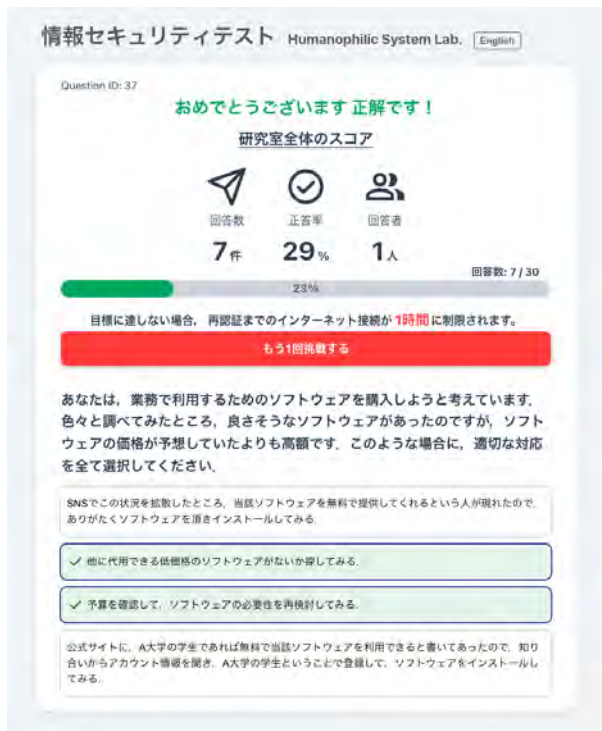 情報セキュリティテスト Humanophilic System Lab. English
Question ID: 37
おめでとうございます 正解です！
研究室全体のスコア
回答数 正答率 回答者
7件 29% 1人
回答数: 7 / 30
23%
目標に達しない場合， 再認証までのインターネット接続が 1時間 に制限されます。
もう1回挑戦する
あなたは，業務で利用するためのソフトウェアを購入しようと考えています．
色々と調べてみたところ，良さそうなソフトウェアがあったのですが，ソフト
ウェアの価格が予想していたよりも高額です．このような場合に，適切な対応
を全て選択してください．
SNSでこの状況を拡散したところ，当該ソフトウェアを無料で提供してくれるという人が現れたので，
ありがたくソフトウェアを頂きインストールしてみる．
他に代用できる低価格のソフトウェアがないか探してみる．
予算を確認して，ソフトウェアの必要性を再検討してみる．
公式サイトに，A大学の学生であれば無料で当該ソフトウェアを利用できると書いてあったので，知り
合いからアカウント情報を聞き，A大学の学生ということで登録して，ソフトウェアをインストールし
てみる．